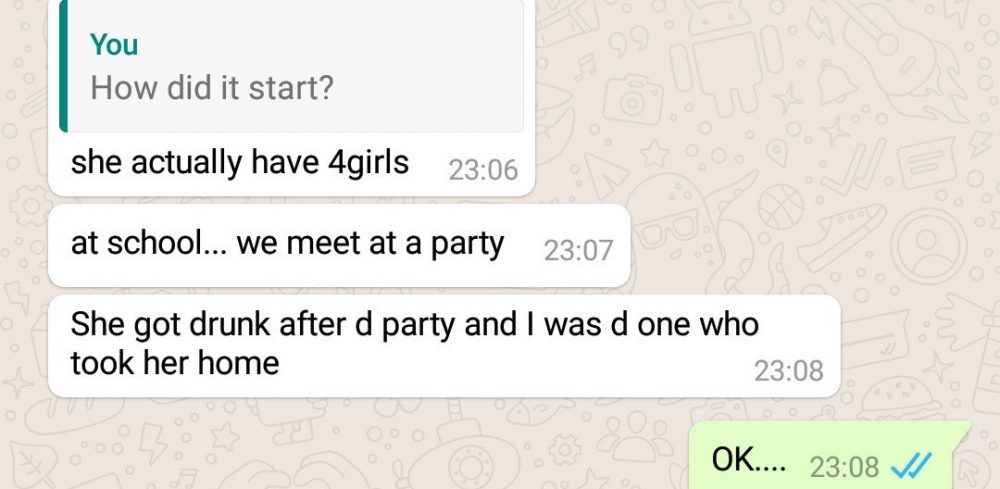 You
How did it start?
she actually have 4girls 23:06
at school... we meet at a party 23:07
She got drunk after d party and I was d one who
took her home 23:08
OK.... 23:08